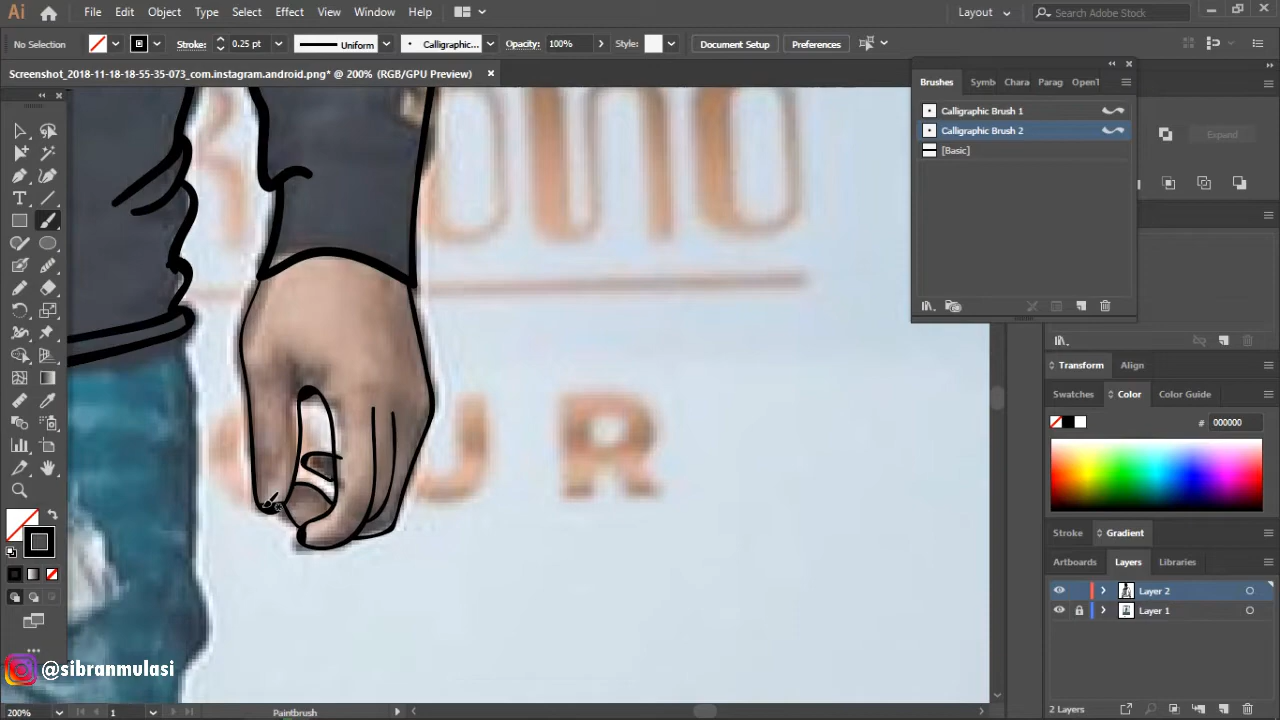 Ai File Edit Object Type Select Effect View Window Help Layout Search Adobe Stock
No Selection Stroke: 0.25 pt Uniform Calligraphic... Opacity: 100% Style: Document Setup Preferences
Screenshot_2018-11-18-18-55-35-073_com.instagram.android.png* @ 200% (RGB/GPU Preview)
Brushes Symb Chara Parag OpenT
Calligraphic Brush 1
Calligraphic Brush 2
[Basic]
Expand
Transform Align
Swatches Color Color Guide
# 000000
Stroke Gradient
Artboards Layers Libraries
Layer 2
Layer 1
U R
@sibranmulasi
200% 1 Paintbrush 2 Layers